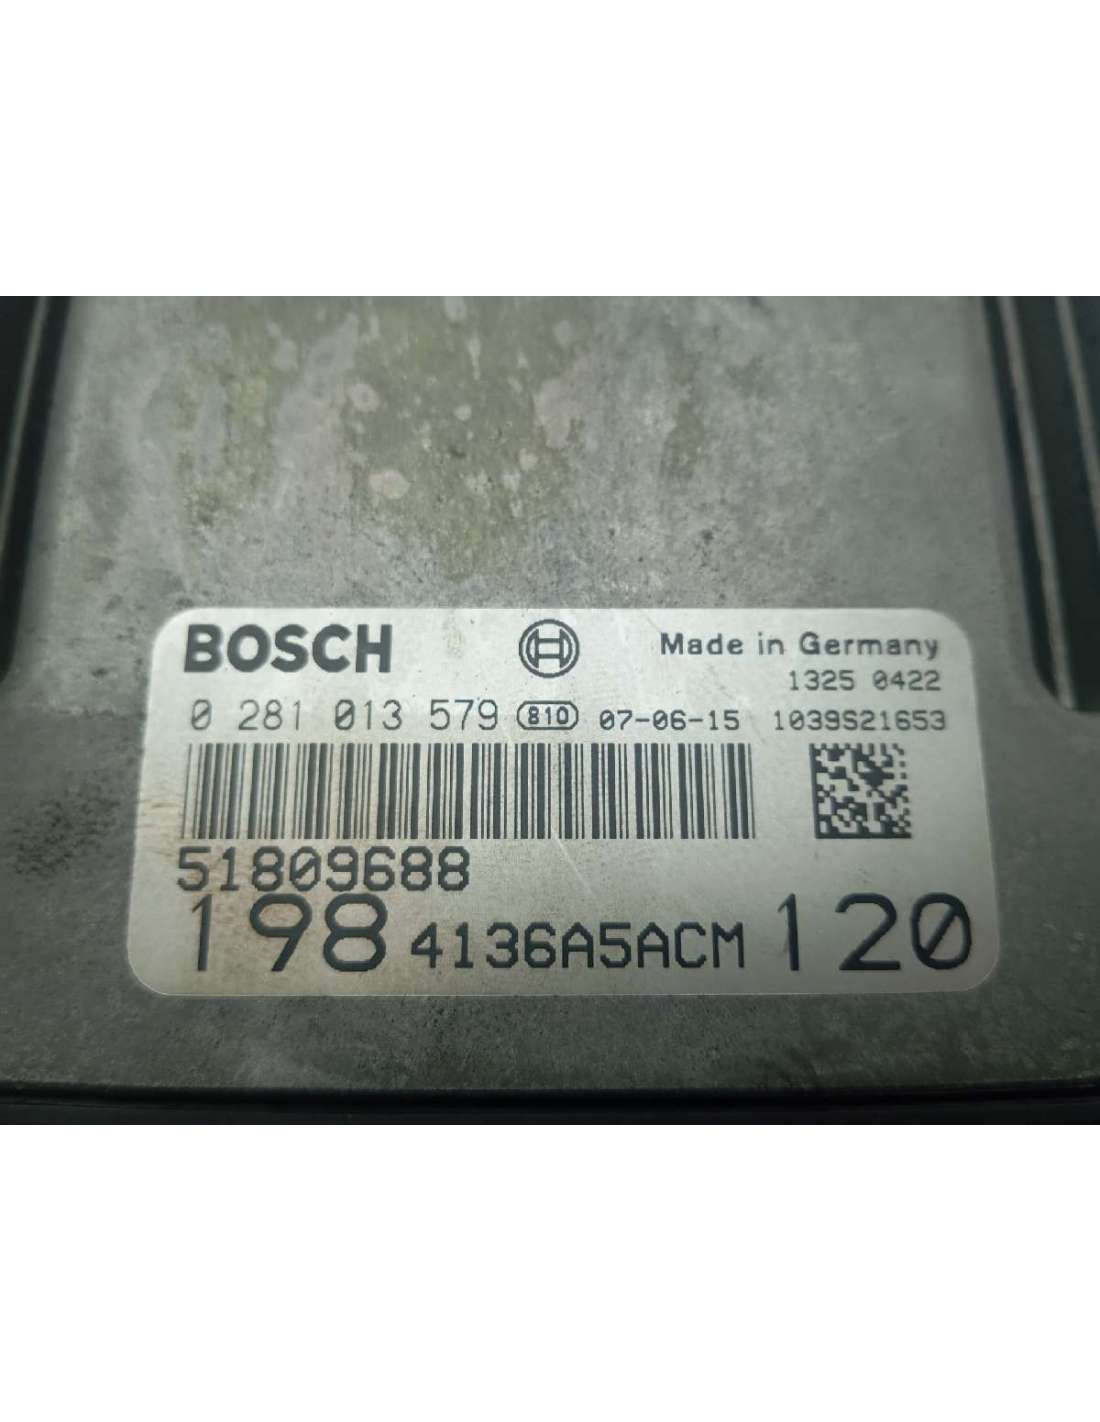 BOSCH Made in Germany
1325 0422
0 281 013 579 810 07-06-15 1039S21653
51809688
198 4136A5ACM 120